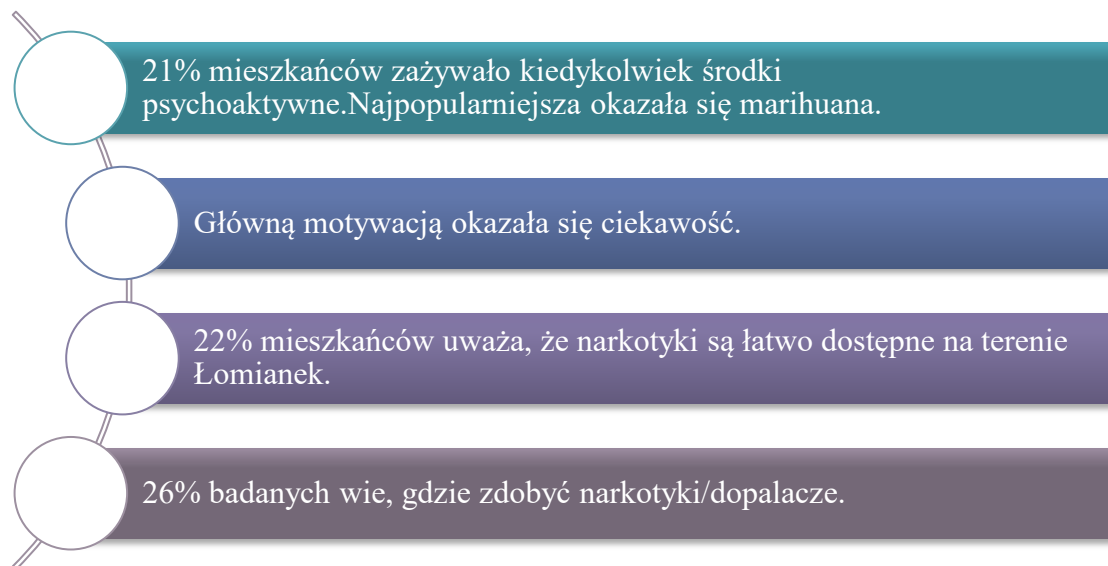 21% mieszkańców zażywało kiedykolwiek środki
psychoaktywne.Najpopularniejsza okazała się marihuana.
Główną motywacją okazała się ciekawość.
22% mieszkańców uważa, że narkotyki są łatwo dostępne na terenie
Łomianek.
26% badanych wie, gdzie zdobyć narkotyki/dopalacze.